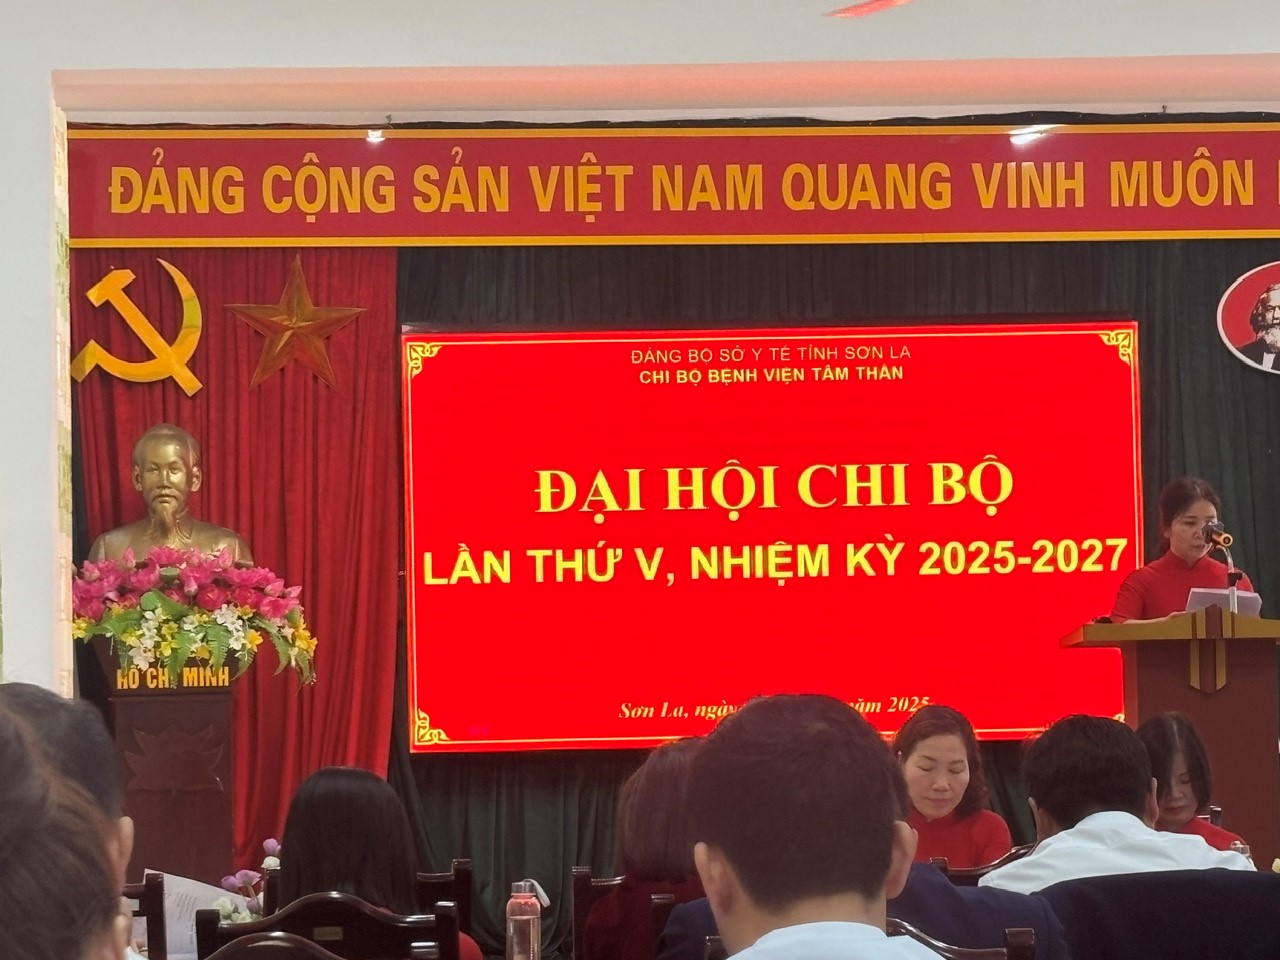 ĐẢNG CỘNG SẢN VIỆT NAM QUANG VINH MUÔN
ĐẢNG BỘ SỞ Y TẾ TỈNH SƠN LA
CHI BỘ BỆNH VIỆN TÂM THẦN
ĐẠI HỘI CHI BỘ
LẦN THỨ V, NHIỆM KỲ 2025-2027
HỒ CHÍ MINH
Sơn La, ngày năm 2025